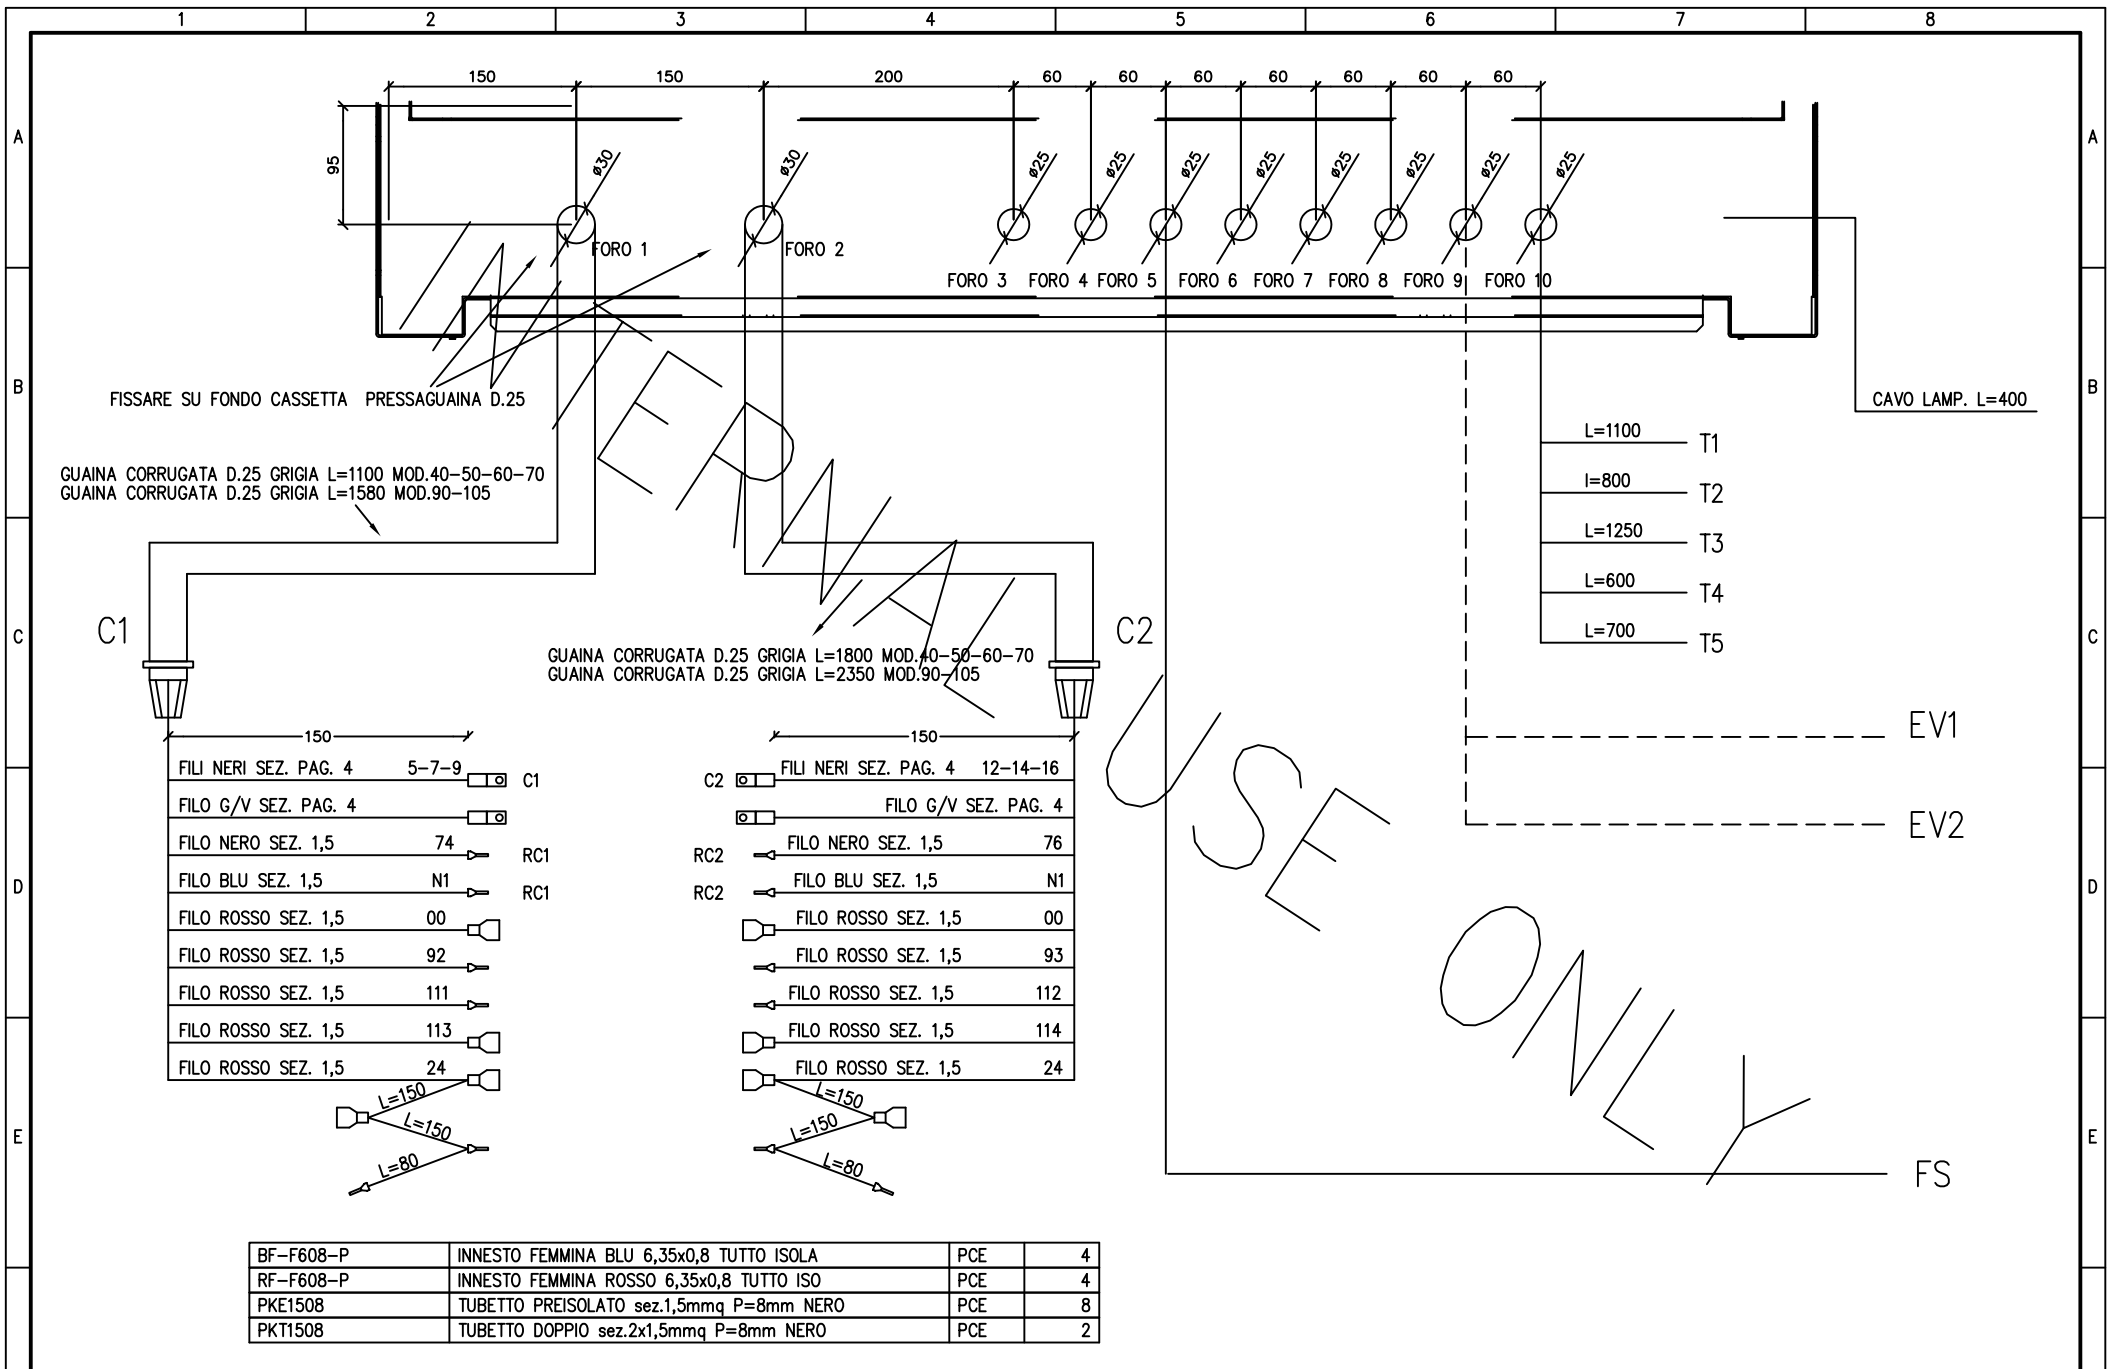 1 2 3 4 5 6 7 8
150 150 200 60 60 60 60 60 60 60
A A
95
ø30 ø30 ø25 ø25 ø25 ø25 ø25 ø25 ø25 ø25
FORO 1 FORO 2
FORO 3 FORO 4 FORO 5 FORO 6 FORO 7 FORO 8 FORO 9 FORO 10
B B
FISSARE SU FONDO CASSETTA PRESSAGUAINA D.25
CAVO LAMP. L=400
INTERNAL USE ONLY
L=1100 T1
GUAINA CORRUGATA D.25 GRIGIA L=1100 MOD.40-50-60-70
GUAINA CORRUGATA D.25 GRIGIA L=1580 MOD.90-105
l=800 T2
L=1250 T3
L=600 T4
C C
C1 C2
L=700 T5
GUAINA CORRUGATA D.25 GRIGIA L=1800 MOD.40-50-60-70
GUAINA CORRUGATA D.25 GRIGIA L=2350 MOD.90-105
EV1
150 150
FILI NERI SEZ. PAG. 4 5-7-9 C1
C2 FILI NERI SEZ. PAG. 4 12-14-16
FILO G/V SEZ. PAG. 4
FILO G/V SEZ. PAG. 4
EV2
FILO NERO SEZ. 1,5 74 RC1
RC2 FILO NERO SEZ. 1,5 76
D D
FILO BLU SEZ. 1,5 N1 RC1
RC2 FILO BLU SEZ. 1,5 N1
FILO ROSSO SEZ. 1,5 00
FILO ROSSO SEZ. 1,5 00
FILO ROSSO SEZ. 1,5 92
FILO ROSSO SEZ. 1,5 93
FILO ROSSO SEZ. 1,5 111
FILO ROSSO SEZ. 1,5 112
FILO ROSSO SEZ. 1,5 113
FILO ROSSO SEZ. 1,5 114
FILO ROSSO SEZ. 1,5 24
FILO ROSSO SEZ. 1,5 24
L=150 L=150
L=150 L=150
E E
L=80 L=80
FS
BF-F608-P INNESTO FEMMINA BLU 6,35x0,8 TUTTO ISOLA PCE 4
RF-F608-P INNESTO FEMMINA ROSSO 6,35x0,8 TUTTO ISO PCE 4
PKE1508 TUBETTO PREISOLATO sez.1,5mmq P=8mm NERO PCE 8
PKT1508 TUBETTO DOPPIO sez.2x1,5mmq P=8mm NERO PCE 2